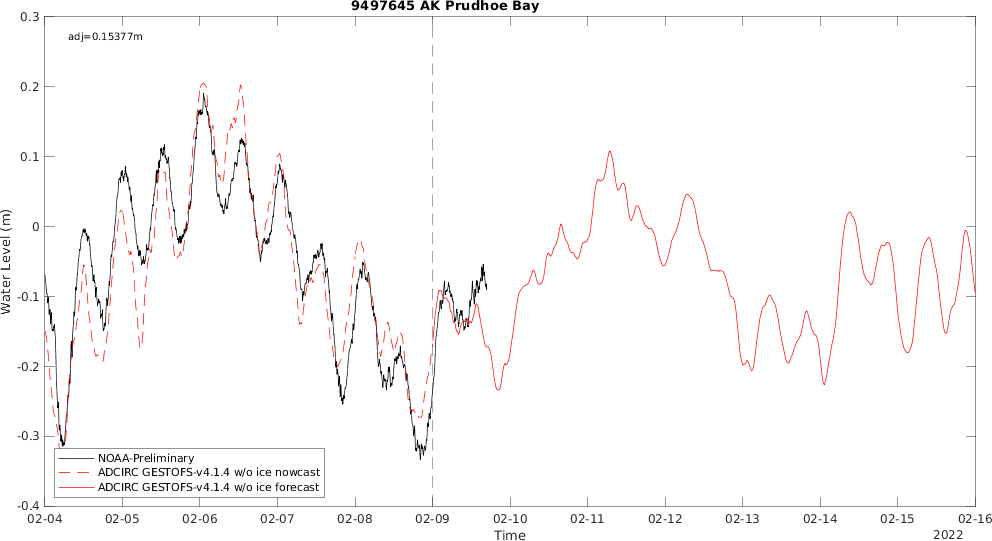 9497645 AK Prudhoe Bay
adj=0.15377m
0.3
0.2
0.1
0
-0.1
-0.2
-0.3
-0.4
Water Level (m)
NOAA-Preliminary
ADCIRC GESTOFS-v4.1.4 w/o ice nowcast
ADCIRC GESTOFS-v4.1.4 w/o ice forecast
02-04 02-05 02-06 02-07 02-08 02-09 02-10 02-11 02-12 02-13 02-14 02-15 02-16
Time
2022